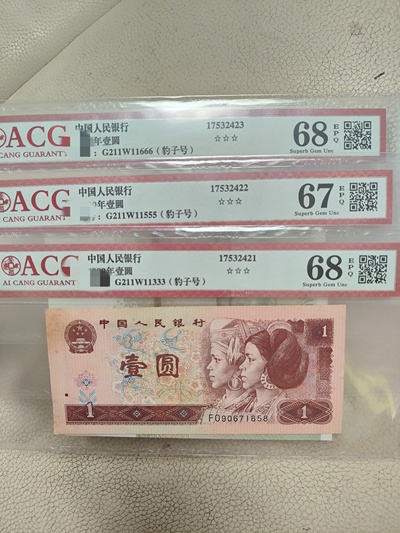 ACG
CANG GUARANT
中国人民银行
年壹圆
: G211W11666（豹子号）
17532423
☆☆☆
68
EPQ
Superb Gem Unc
ACG
AI CANG GUARANT
中国人民银行
年壹圆
: G211W11555（豹子号）
17532422
☆☆☆
67
EPQ
Superb Gem Unc
ACG
AI CANG GUARANT
中国人民银行
年壹圆
G211W11333（豹子号）
17532421
☆☆☆
68
EPQ
Superb Gem Unc
中国人民银行
1
壹圆
1
FO90671858
1